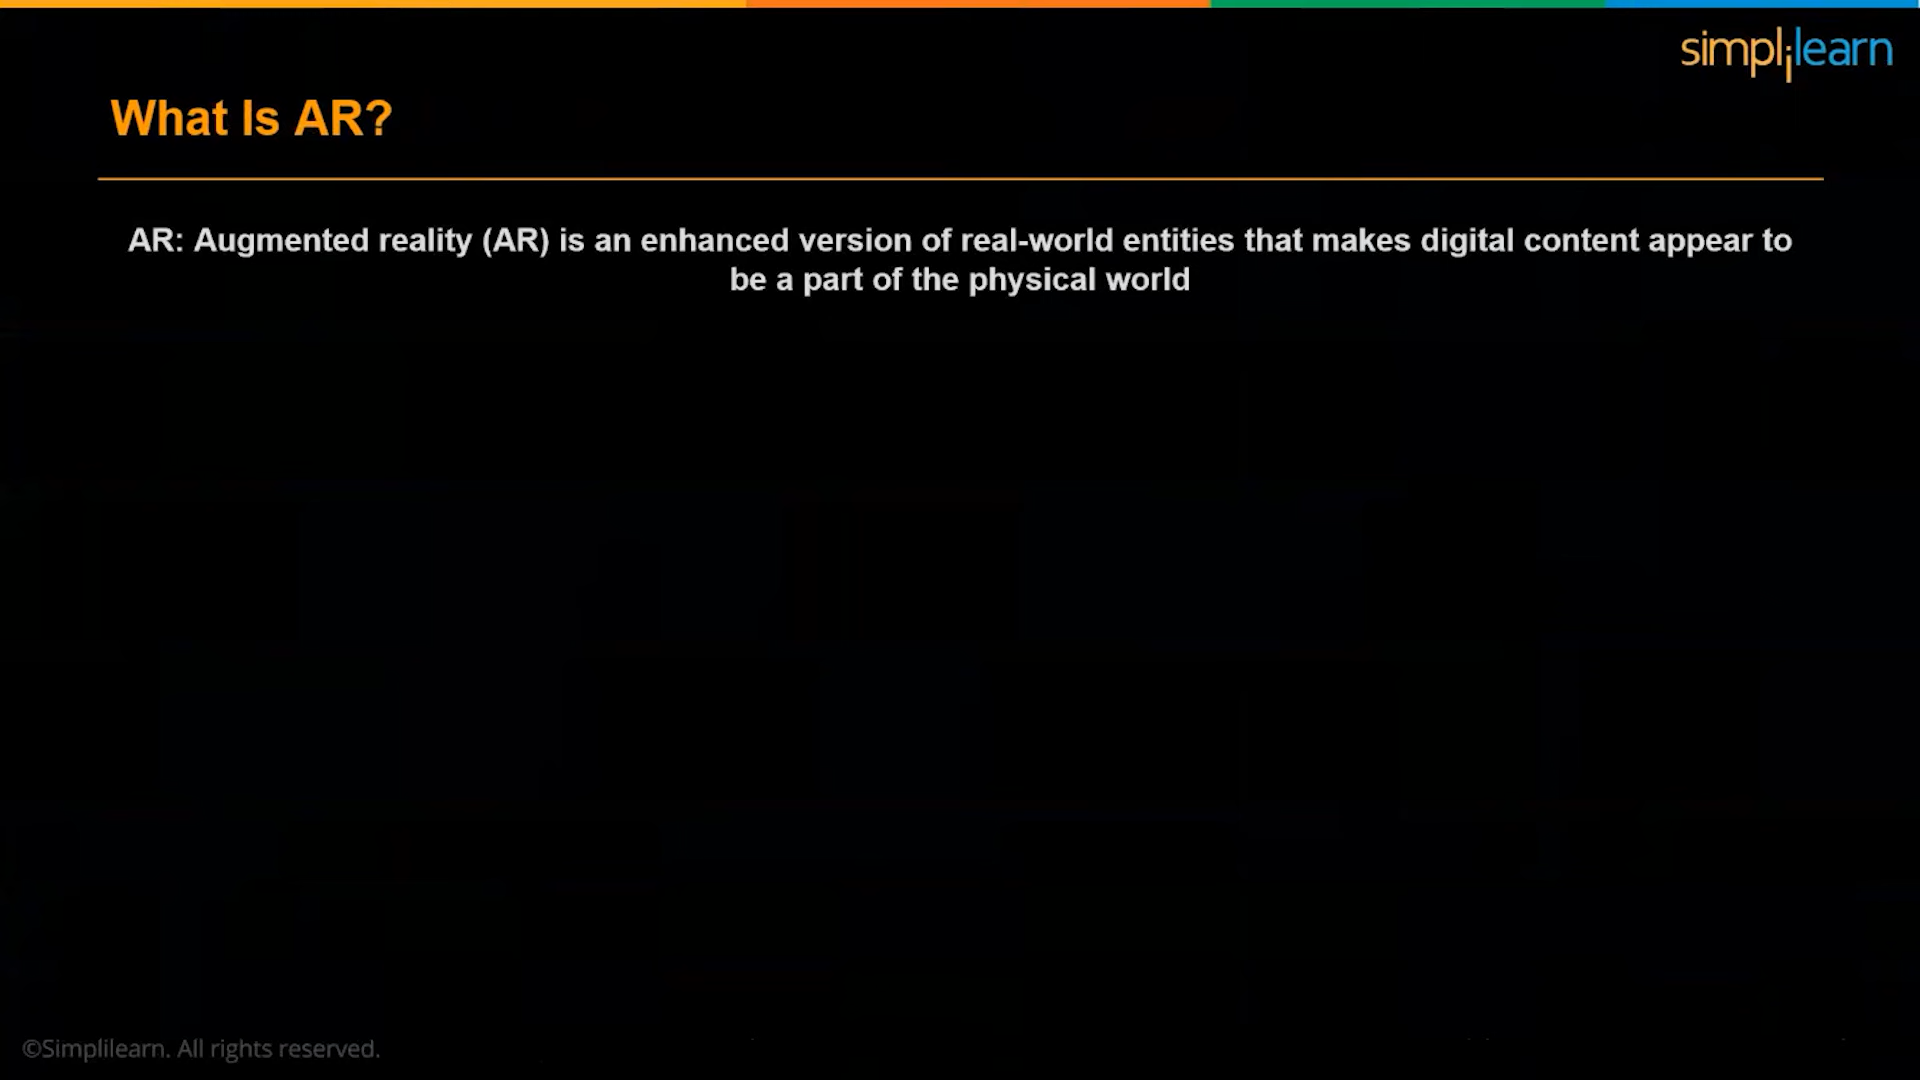 simplilearn
What Is AR?
AR: Augmented reality (AR) is an enhanced version of real-world entities that makes digital content appear to
be a part of the physical world
©Simplilearn. All rights reserved.